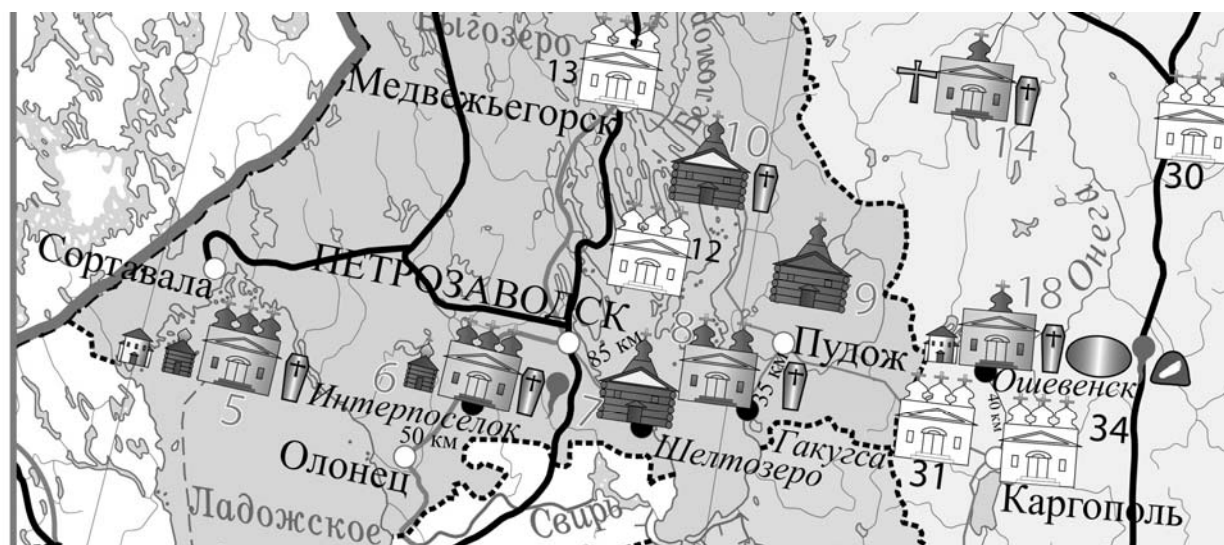 Выгозеро
13
Медвежьегорск
10
14
30
Онега
Сортавала
ПЕТРОЗАВОДСК
12
9
18
8
85 км
Пудож
6
35 км
Ошевенск
5
Интерпоселок
7
40 км
50 км
Шелтозеро
Гакугса
34
Олонец
31
Каргополь
Ладожское
Свирь